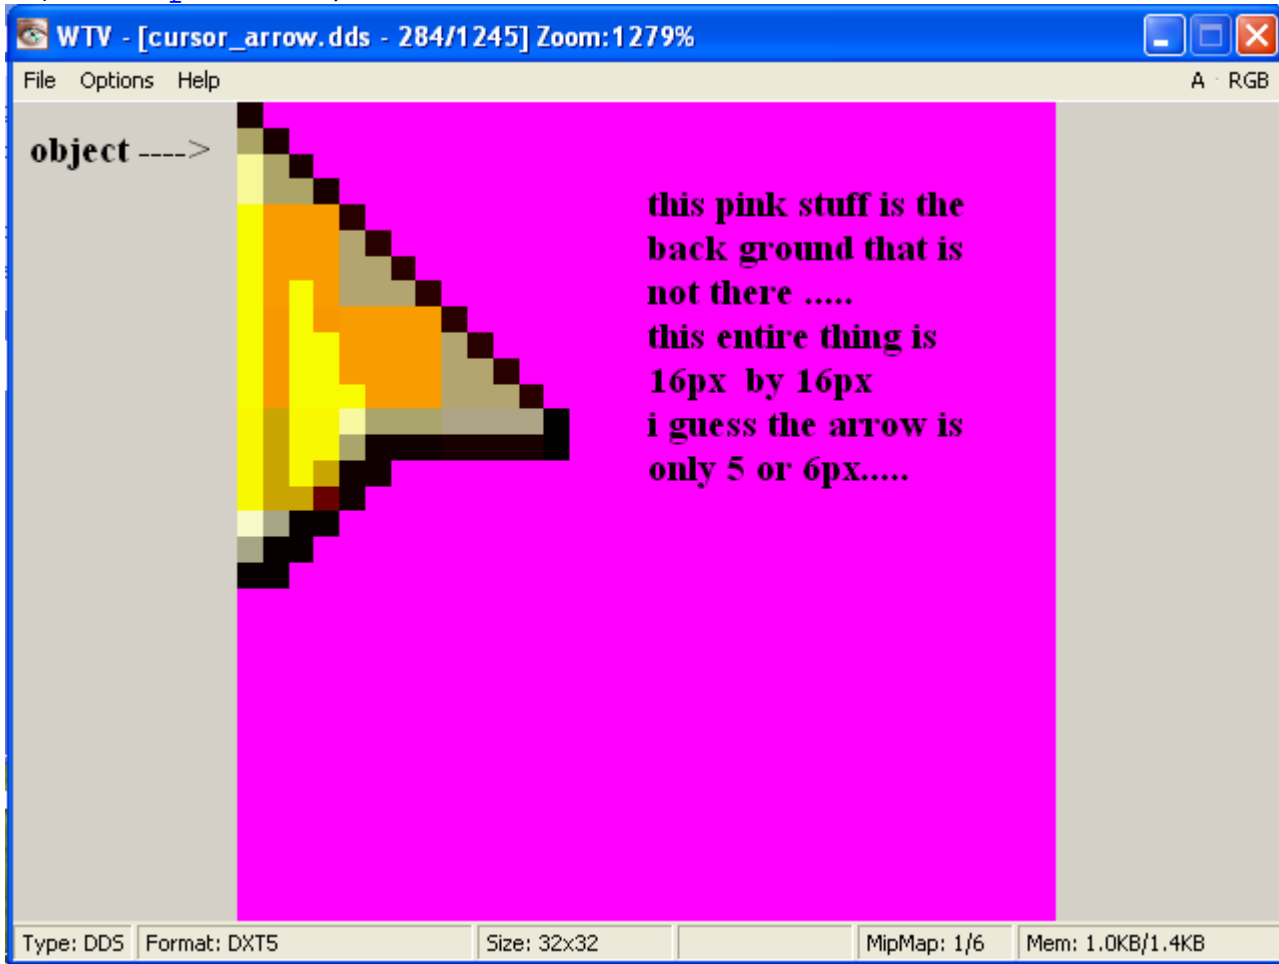 WTV - [cursor_arrow.dds - 284/1245] Zoom:1279%
File Options Help A RGB
object ---->
this pink stuff is the
back ground that is
not there .....
this entire thing is
16px by 16px
i guess the arrow is
only 5 or 6px.....
Type: DDS Format: DXT5 Size: 32x32 MipMap: 1/6 Mem: 1.0KB/1.4KB